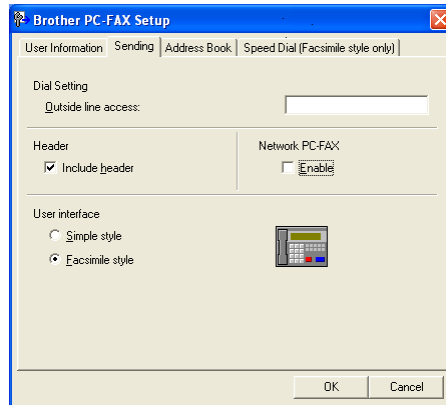 Brother PC-FAX Setup
User Information Sending Address Book Speed Dial (Facsimile style only)
Dial Setting
Outside line access:
Header Network PC-FAX
Include header Enable
User interface
Simple style
Facsimile style
OK Cancel